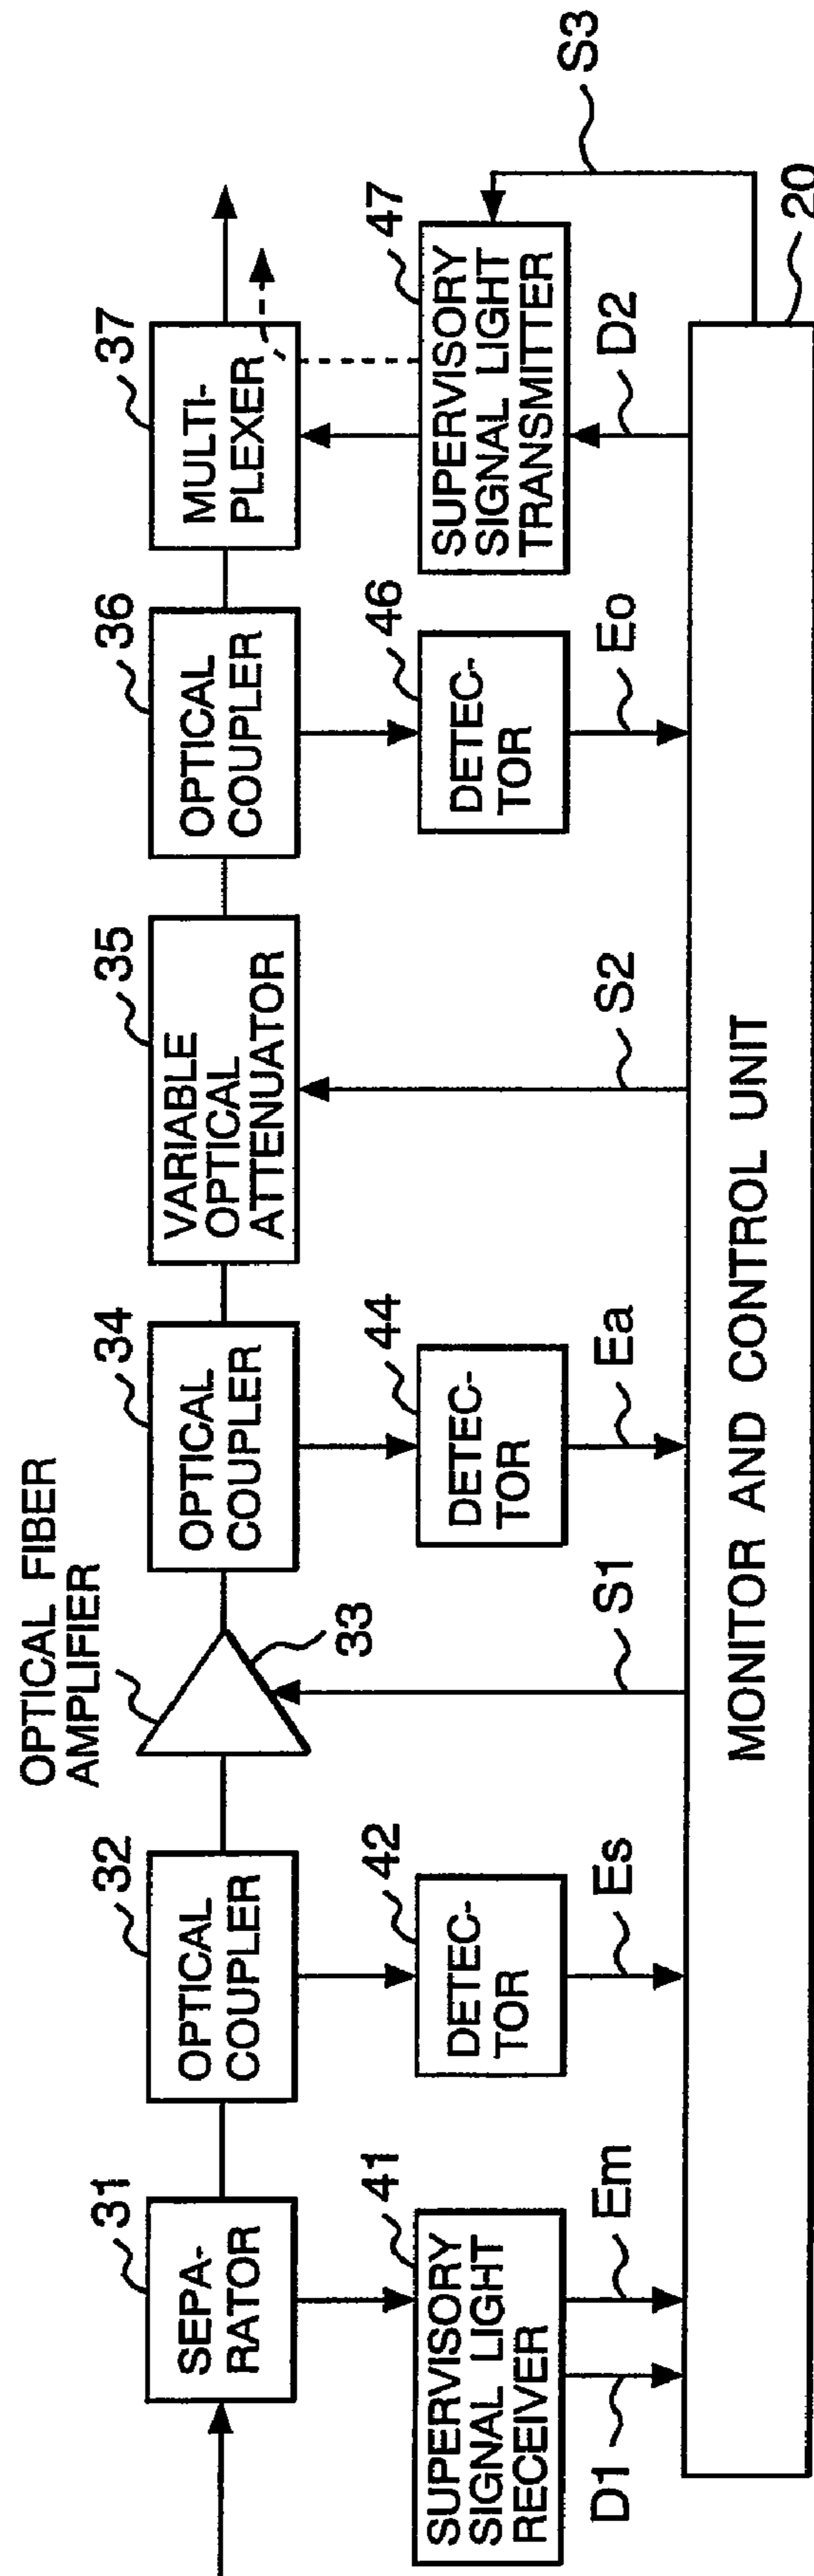 OPTICAL FIBER
AMPLIFIER
31
32
33
34
35
36
37
SEPA-
RATOR
OPTICAL
COUPLER
OPTICAL
COUPLER
VARIABLE
OPTICAL
ATTENUATOR
OPTICAL
COUPLER
MULTI-
PLEXER
41
42
44
46
47
SUPERVISORY
SIGNAL LIGHT
RECEIVER
DETEC-
TOR
DETEC-
TOR
DETEC-
TOR
SUPERVISORY
SIGNAL LIGHT
TRANSMITTER
D1
Em
Es
S1
Ea
S2
Eo
D2
S3
MONITOR AND CONTROL UNIT
20